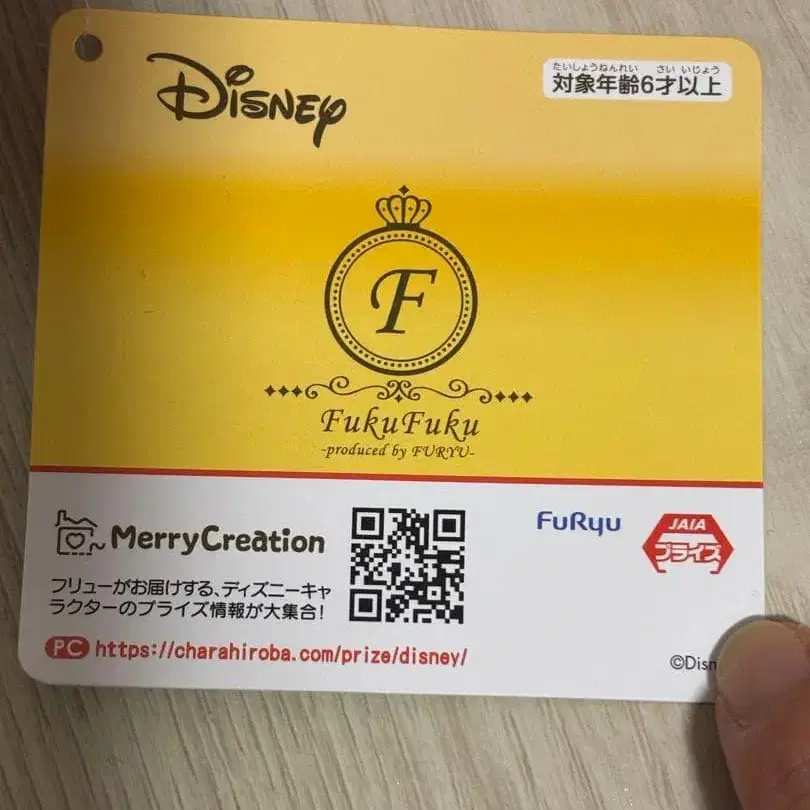 Disney
たいしょうねんれい さい いじょう
対象年齢6才以上
F
FukuFuku
-produced by FURYU-
MerryCreation
フリューがお届けする、ディズニーキャ
ラクターのプライズ情報が大集合!
PC https://charahiroba.com/prize/disney/
FuRyu
JAIA
プライズ
©Disn